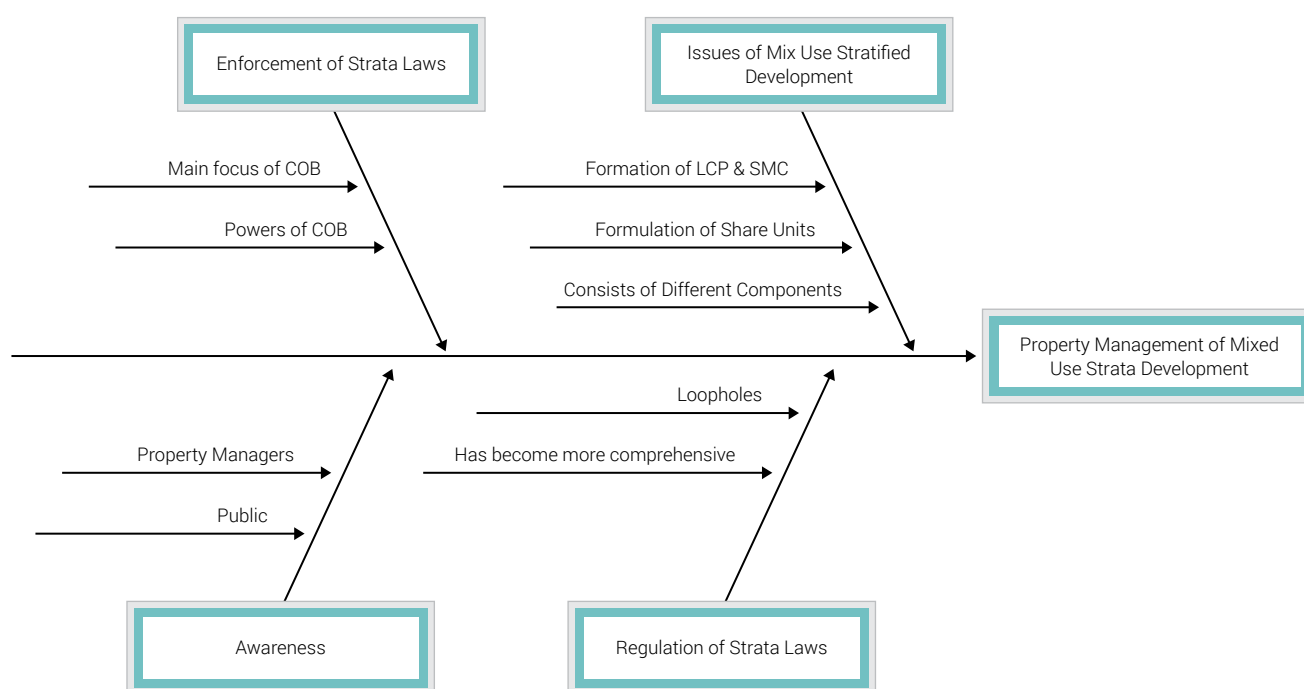 Enforcement of Strata Laws
Issues of Mix Use Stratified
Development
Main focus of COB
Powers of COB
Formation of LCP & SMC
Formulation of Share Units
Consists of Different Components
Property Management of Mixed
Use Strata Development
Loopholes
Has become more comprehensive
Property Managers
Public
Awareness
Regulation of Strata Laws